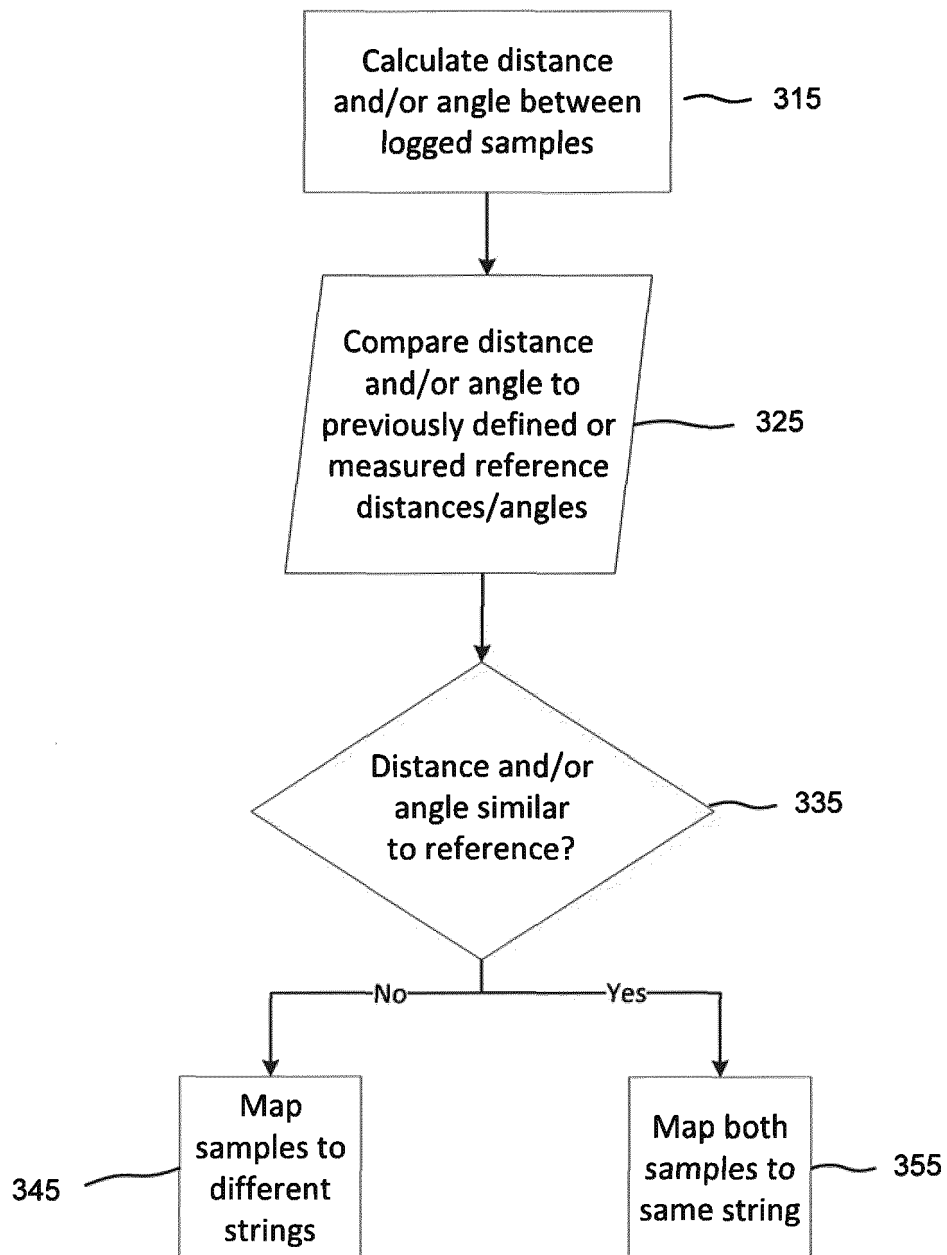 Calculate distance
and/or angle between
logged samples
315
Compare distance
and/or angle to
previously defined or
measured reference
distances/angles
325
Distance and/or
angle similar
to reference?
335
No
Yes
Map
samples to
different
strings
345
Map both
samples to
same string
355